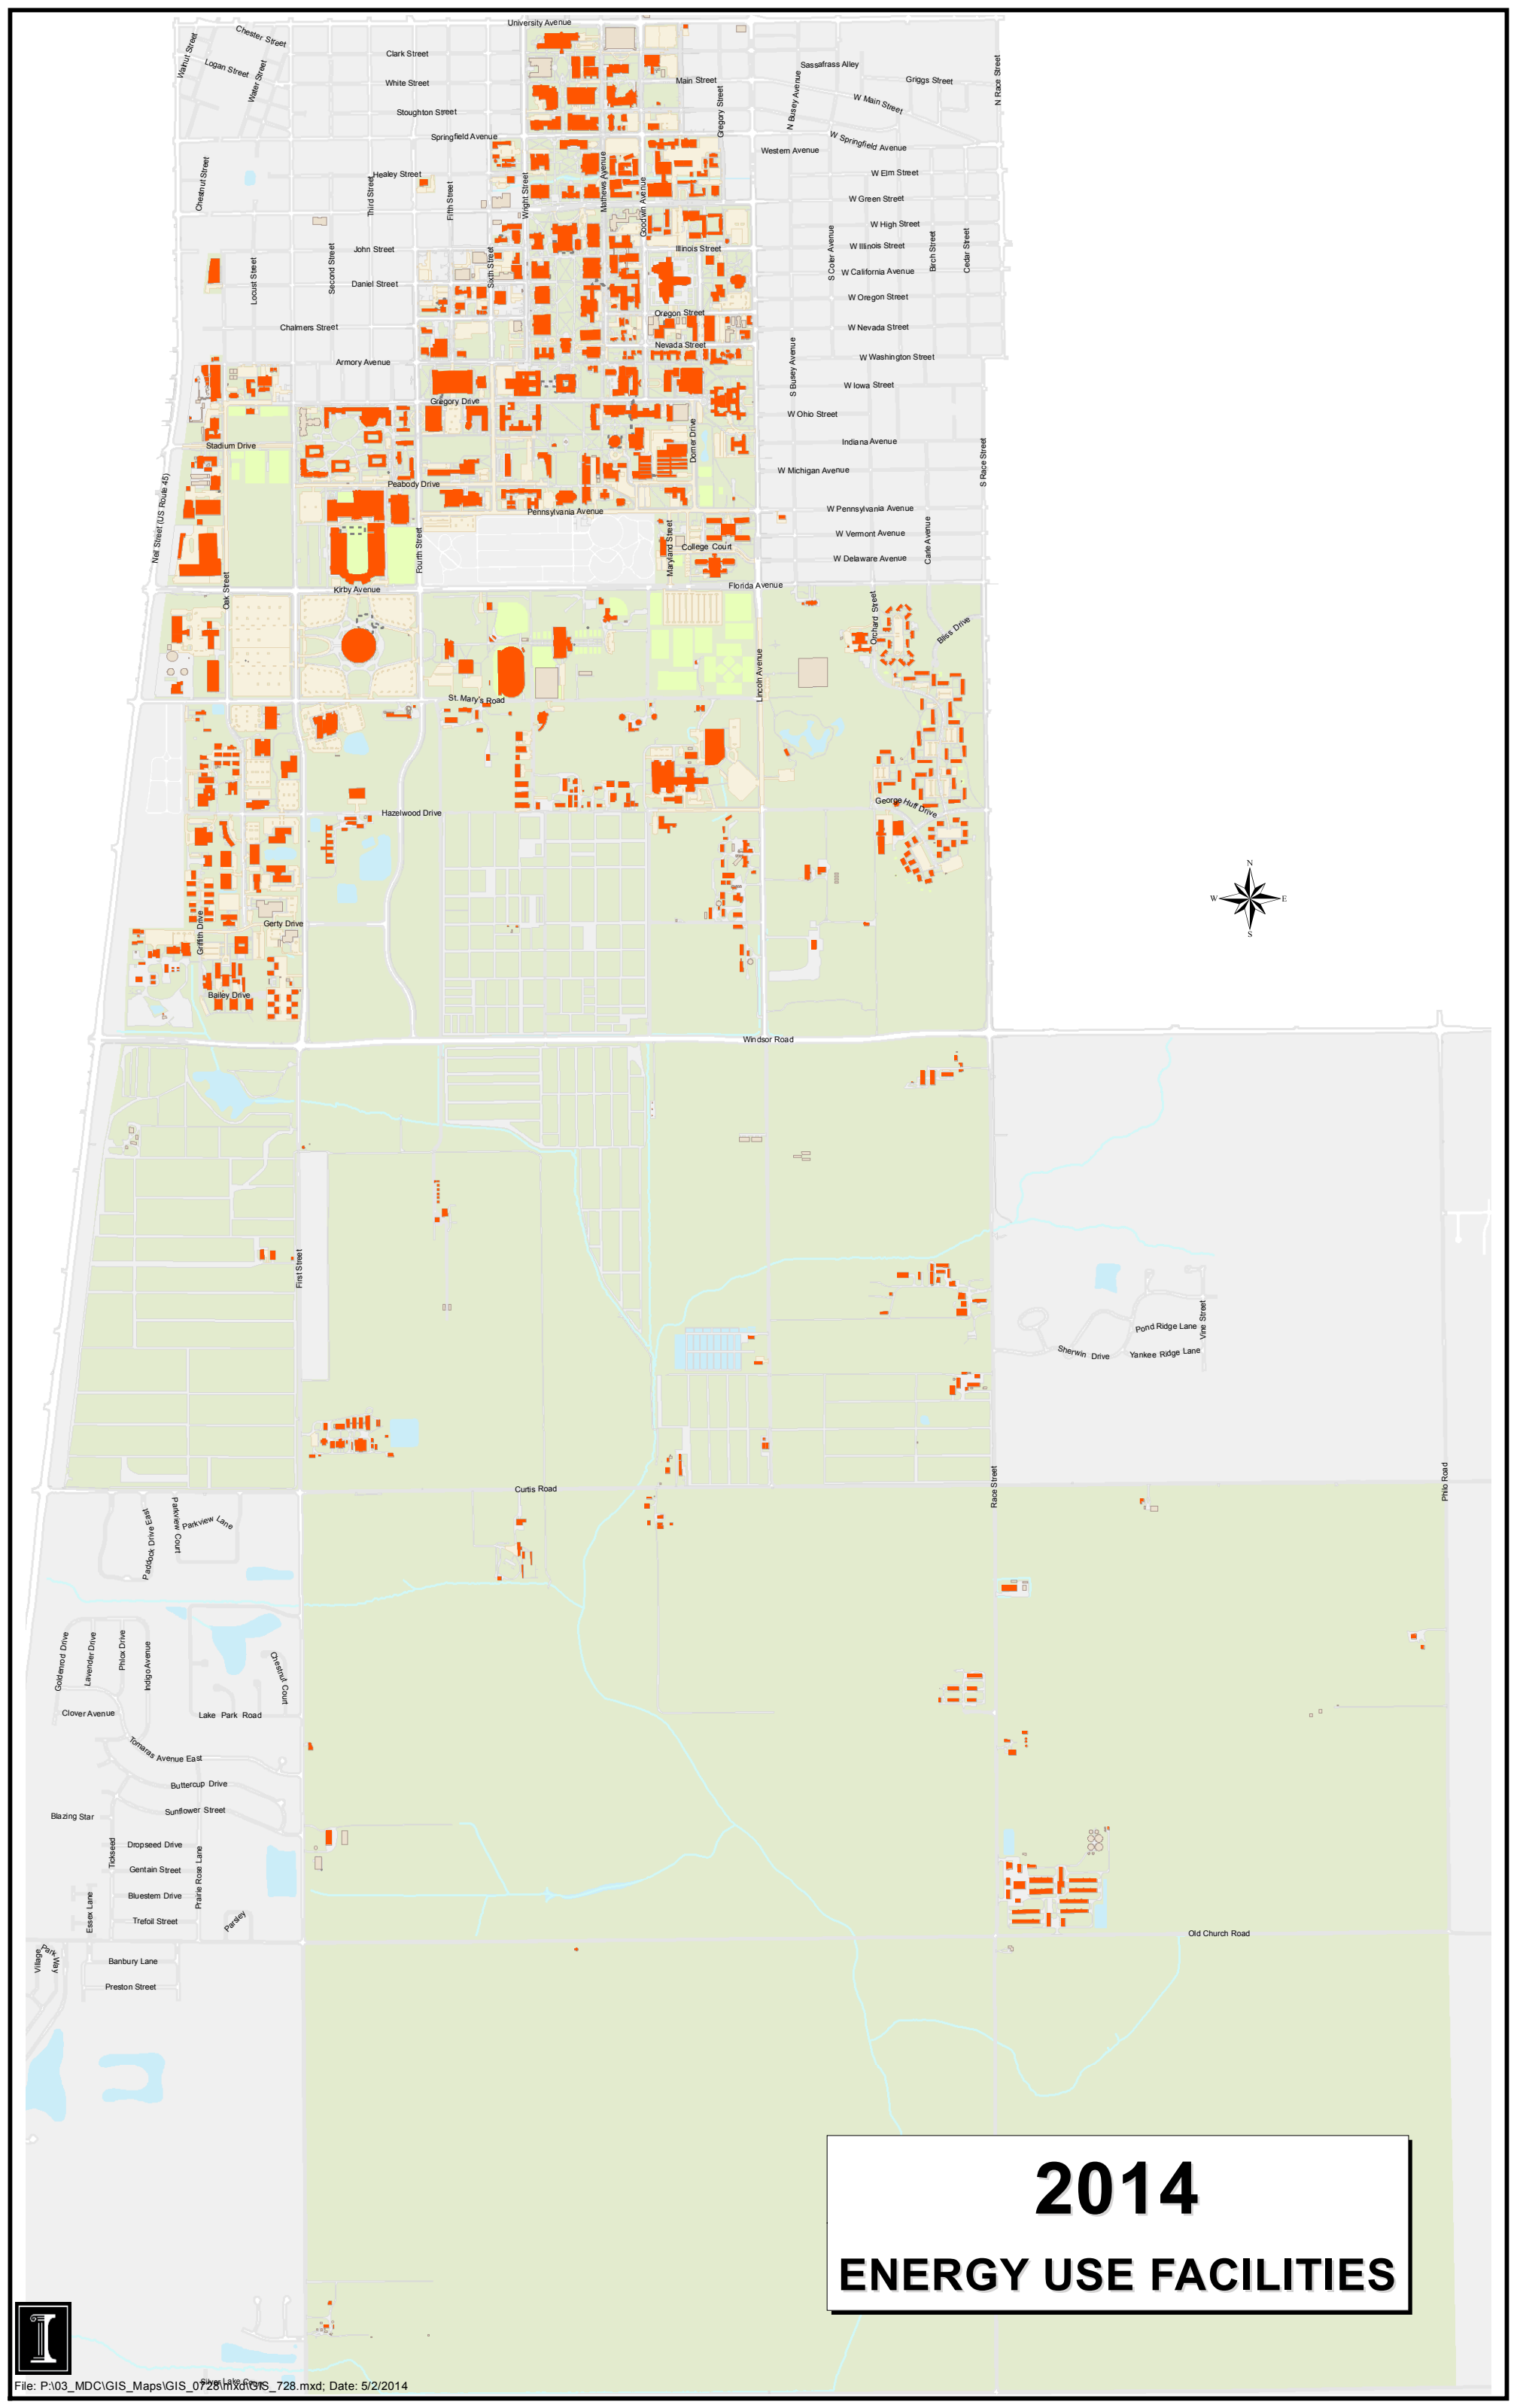 University Avenue
Chester Street
Walnut Street
Logan Street
Water Street
Clark Street
White Street
Stoughton Street
Springfield Avenue
Main Street
Gregory Street
Sassafrass Alley
Griggs Street
N Busey Avenue
W Main Street
N Race Street
W Springfield Avenue
Western Avenue
Chestnut Street
Healey Street
Third Street
Fifth Street
Wright Street
Mathews Avenue
Goodwin Avenue
W Elm Street
W Green Street
W High Street
John Street
Illinois Street
W Illinois Street
Birch Street
Cedar Street
S Coler Avenue
Locust Street
Second Street
Daniel Street
Sixth Street
W California Avenue
W Oregon Street
Chalmers Street
Oregon Street
W Nevada Street
Nevada Street
Armory Avenue
W Washington Street
S Busey Avenue
W Iowa Street
Gregory Drive
W Ohio Street
Stadium Drive
Dorner Drive
Indiana Avenue
S Race Street
Peabody Drive
W Michigan Avenue
Neil Street (US Route 45)
Pennsylvania Avenue
W Pennsylvania Avenue
Fourth Street
Maryland Street
College Court
W Vermont Avenue
Carle Avenue
W Delaware Avenue
Oak Street
Kirby Avenue
Florida Avenue
Orchard Street
Bliss Drive
Lincoln Avenue
St. Mary's Road
George Huff Drive
Hazelwood Drive
N
W
E
S
Griffith Drive
Gerty Drive
Bailey Drive
Windsor Road
First Street
Pond Ridge Lane
Vine Street
Sherwin Drive
Yankee Ridge Lane
Curtis Road
Race Street
Philo Road
Paddock Drive East
Parkview Court
Parkview Lane
Goldenrod Drive
Lavender Drive
Phlox Drive
Indigo Avenue
Chestnut Court
Clover Avenue
Lake Park Road
Tomaras Avenue East
Buttercup Drive
Blazing Star
Sunflower Street
Tickseed
Dropseed Drive
Gentain Street
Prairie Rose Lane
Bluestem Drive
Essex Lane
Trefoil Street
Parsley
Old Church Road
Village
Park Way
Banbury Lane
Preston Street
2014
ENERGY USE FACILITIES
Silver Lake Court
File: P:\03_MDC\GIS_Maps\GIS_0728\mxd\GIS_728.mxd; Date: 5/2/2014